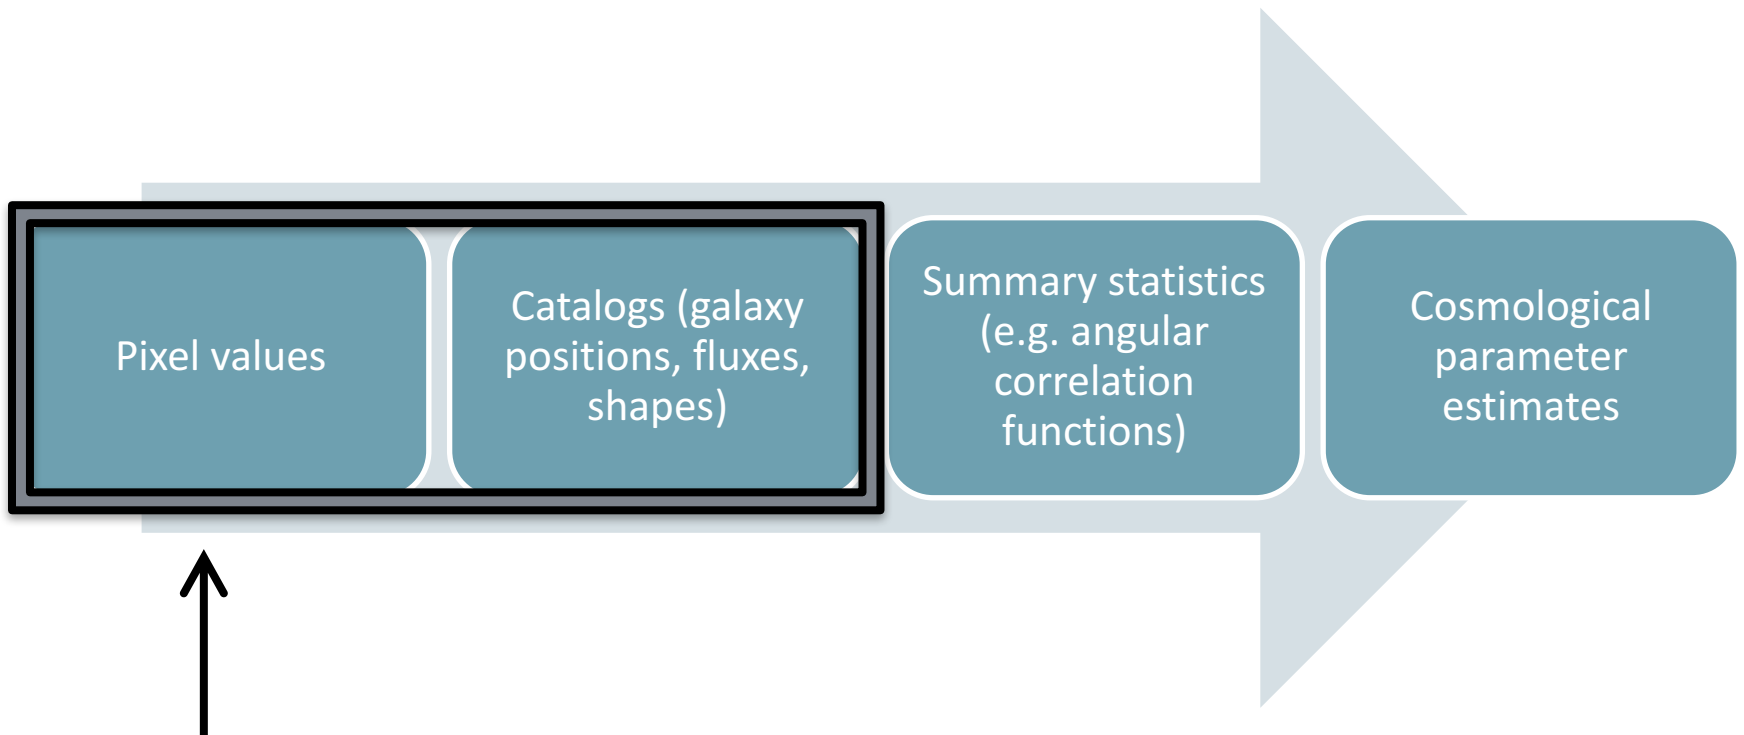 Pixel values
Catalogs (galaxy
positions, fluxes,
shapes)
Summary statistics
(e.g. angular
correlation
functions)
Cosmological
parameter
estimates